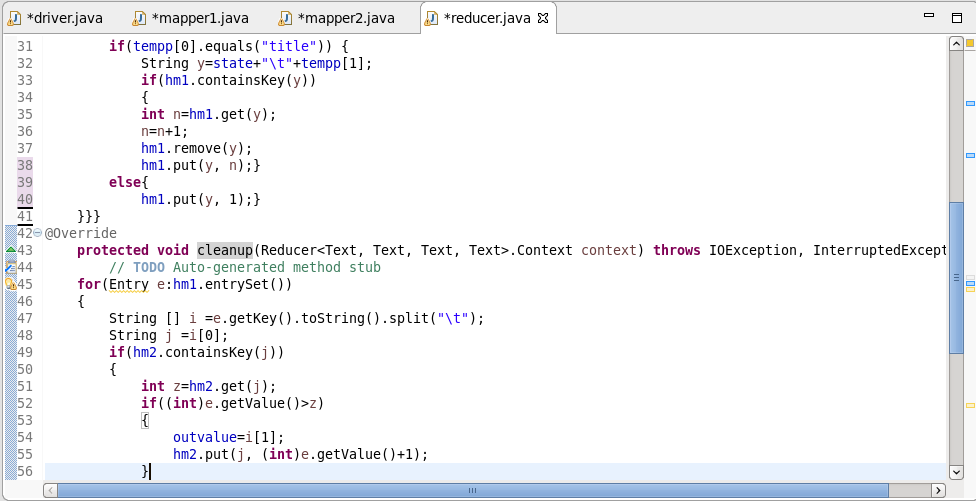 *driver.java *mapper1.java *mapper2.java *reducer.java
31 if(tempp[0].equals("title")) {
32 String y=state+"\t"+tempp[1];
33 if(hm1.containsKey(y))
34 {
35 int n=hm1.get(y);
36 n=n+1;
37 hm1.remove(y);
38 hm1.put(y, n);}
39 else{
40 hm1.put(y, 1);}
41 }}}
42 @Override
43 protected void cleanup(Reducer<Text, Text, Text, Text>.Context context) throws IOException, InterruptedExcept
44 // TODO Auto-generated method stub
45 for(Entry e:hm1.entrySet())
46 {
47 String [] i =e.getKey().toString().split("\t");
48 String j =i[0];
49 if(hm2.containsKey(j))
50 {
51 int z=hm2.get(j);
52 if((int)e.getValue()>z)
53 {
54 outvalue=i[1];
55 hm2.put(j, (int)e.getValue()+1);
56 }